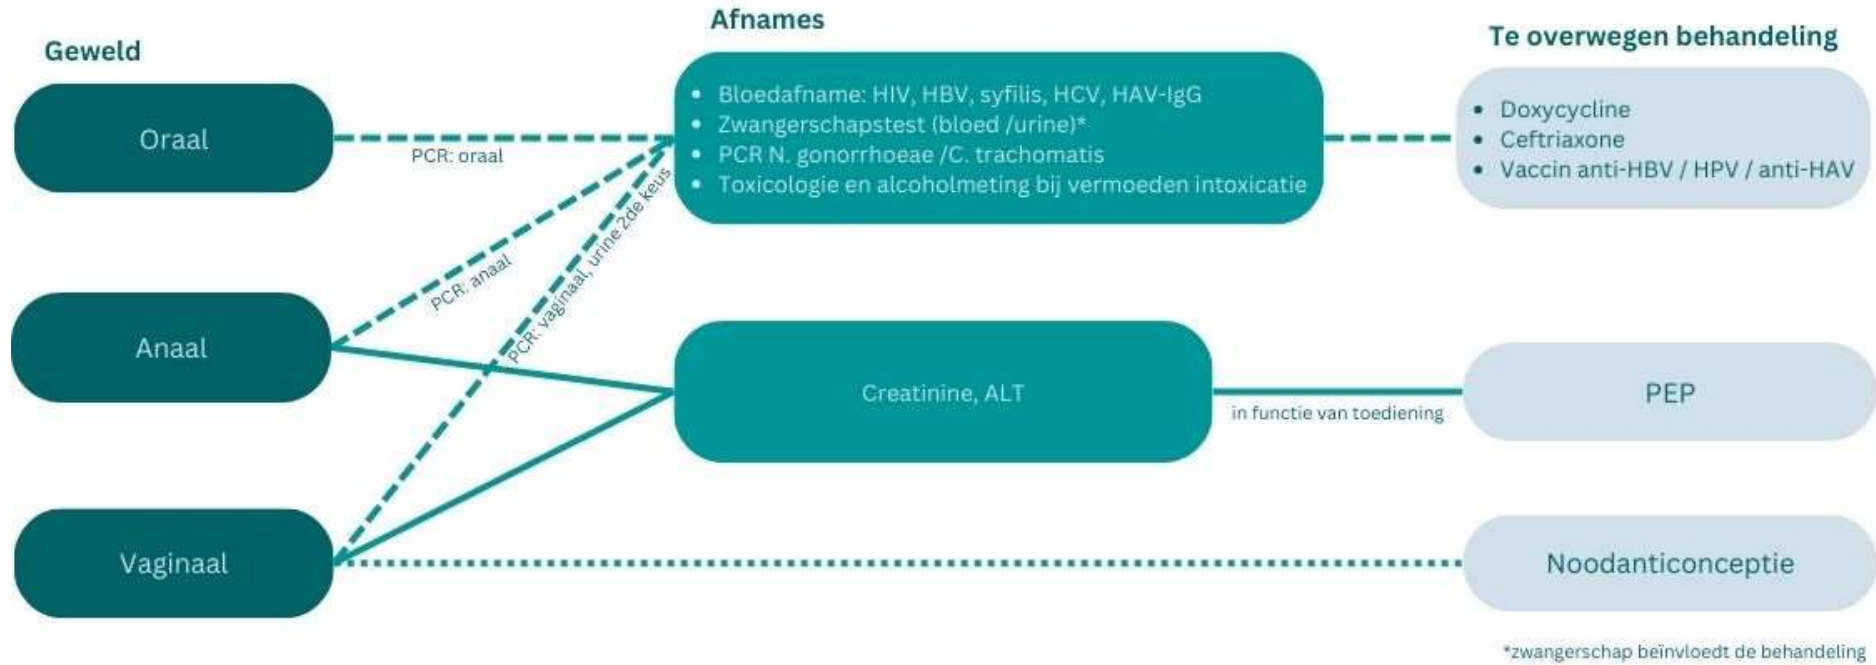 Afnames
Geweld
Te overwegen behandeling
Oraal
PCR: oraal
• Bloedafname: HIV, HBV, syfilis, HCV, HAV-IgG
• Zwangerschapstest (bloed /urine)*
• PCR N. gonorrhoeae /C. trachomatis
• Toxicologie en alcoholmeting bij vermoeden intoxicatie
• Doxycycline
• Ceftriaxone
• Vaccin anti-HBV / HPV / anti-HAV
PCR: anaal
PCR: vaginaal, urine 2de keus
Anaal
Creatinine, ALT
in functie van toediening
PEP
Vaginaal
Noodanticonceptie
*zwangerschap beïnvloedt de behandeling